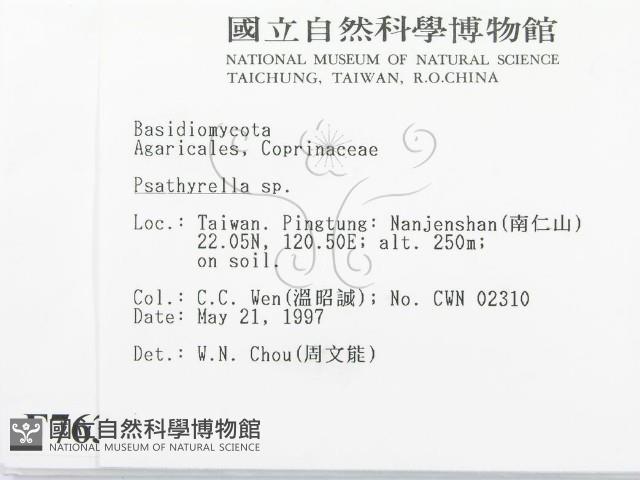 國立自然科學博物館
NATIONAL MUSEUM OF NATURAL SCIENCE
TAICHUNG, TAIWAN, R.O.CHINA
Basidiomycota
Agaricales, Coprinaceae
Psathyrella sp.
Loc.: Taiwan. Pingtung: Nanjenshan(南仁山)
22.05N, 120.50E; alt. 250m;
on soil.
Col.: C.C. Wen(溫昭誠); No. CWN 02310
Date: May 21, 1997
Det.: W.N. Chou(周文能)
國立自然科學博物館
NATIONAL MUSEUM OF NATURAL SCIENCE